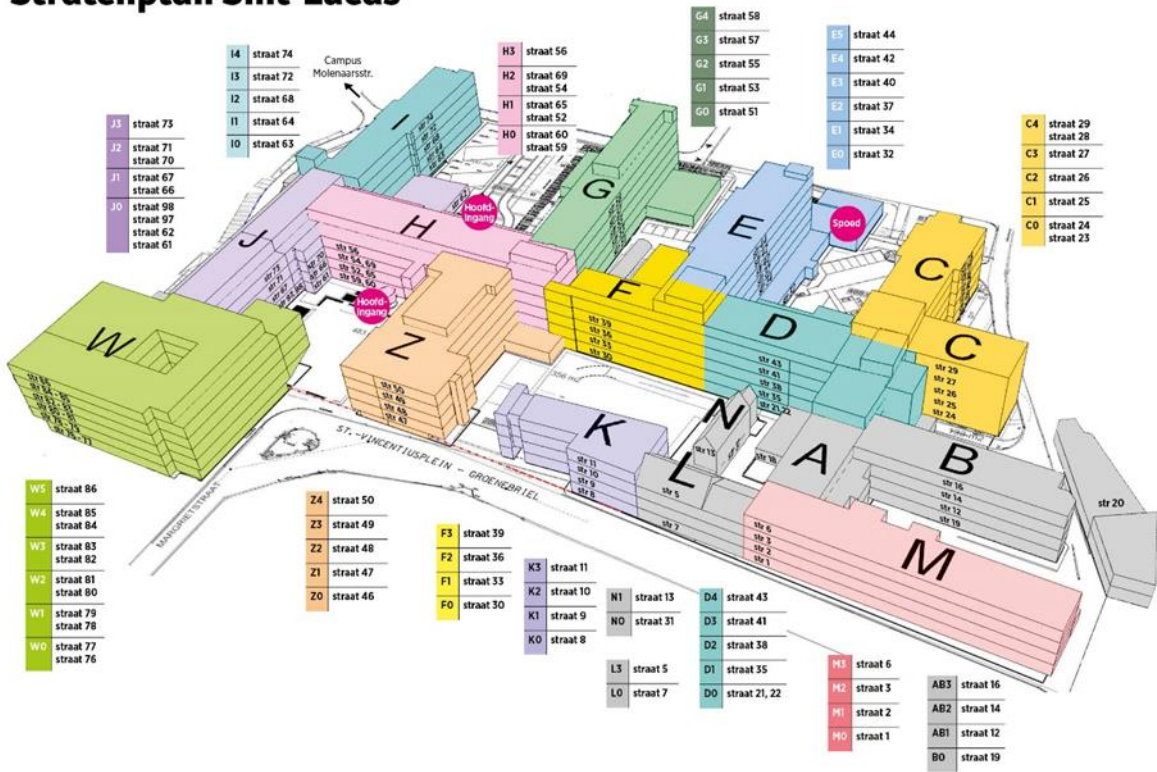 Stratenplan Sint-Lucas
Campus
Molenaarsstr.
I4 straat 74
I3 straat 72
I2 straat 68
I1 straat 64
I0 straat 63
H3 straat 56
H2 straat 69
straat 54
H1 straat 65
straat 52
H0 straat 60
straat 59
G4 straat 58
G3 straat 57
G2 straat 55
G1 straat 53
G0 straat 51
E5 straat 44
E4 straat 42
E3 straat 40
E2 straat 37
E1 straat 34
E0 straat 32
C4 straat 29
straat 28
C3 straat 27
C2 straat 26
C1 straat 25
C0 straat 24
straat 23
J3 straat 73
J2 straat 71
straat 70
J1 straat 67
straat 66
J0 straat 98
straat 97
straat 62
straat 61
I
G
H
J
E
Hoofd-
Ingang
Spoed
C
str 56
str 54, 69
str 52, 65
str 59, 60
Hoofd-
Ingang
W
Z
F
str 39
str 36
str 33
str 30
D
str 43
str 41
str 38
str 35
str 21,22
C
str 29
str 27
str 26
str 25
str 24
str 50
str 49
str 48
str 47
K
str 11
str 10
str 9
str 8
N
str 13
L
str 5
str 7
str 18
A
B
str 16
str 14
str 12
str 19
str 20
M
str 6
str 3
str 2
str 1
ST.-VINCENTIUSPLEIN - GROENEBRIEL
MARGRIETSTRAAT
W5 straat 86
W4 straat 85
straat 84
W3 straat 83
straat 82
W2 straat 81
straat 80
W1 straat 79
straat 78
W0 straat 77
straat 76
Z4 straat 50
Z3 straat 49
Z2 straat 48
Z1 straat 47
Z0 straat 46
F3 straat 39
F2 straat 36
F1 straat 33
F0 straat 30
K3 straat 11
K2 straat 10
K1 straat 9
K0 straat 8
N1 straat 13
N0 straat 31
L3 straat 5
L0 straat 7
D4 straat 43
D3 straat 41
D2 straat 38
D1 straat 35
D0 straat 21, 22
M3 straat 6
M2 straat 3
M1 straat 2
M0 straat 1
AB3 straat 16
AB2 straat 14
AB1 straat 12
B0 straat 19